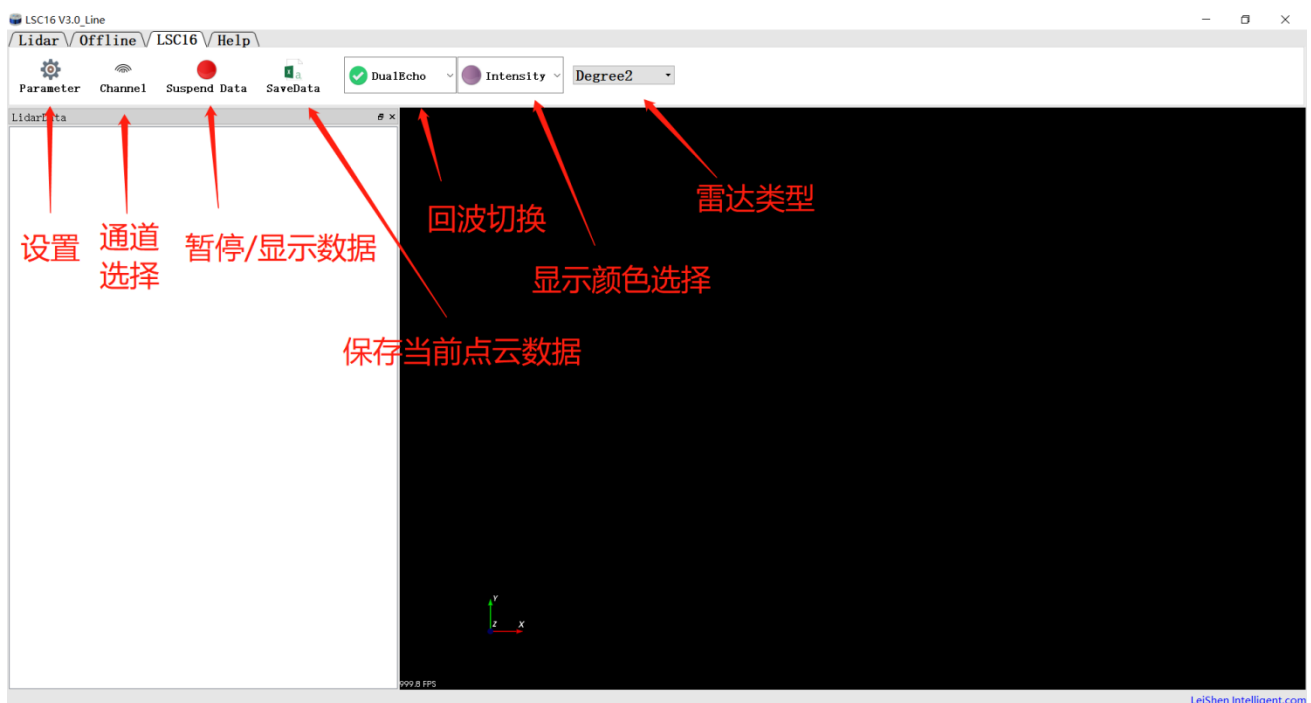 LSC16 V3.0_Line
Lidar Offline LSC16 Help
Parameter Channel Suspend Data SaveData DualEcho Intensity Degree2
LidarData
雷达类型
回波切换
设置 通道 暂停/显示数据
选择
显示颜色选择
保存当前点云数据
Y
Z X
999.8 FPS
LeiShen Intelligent.com